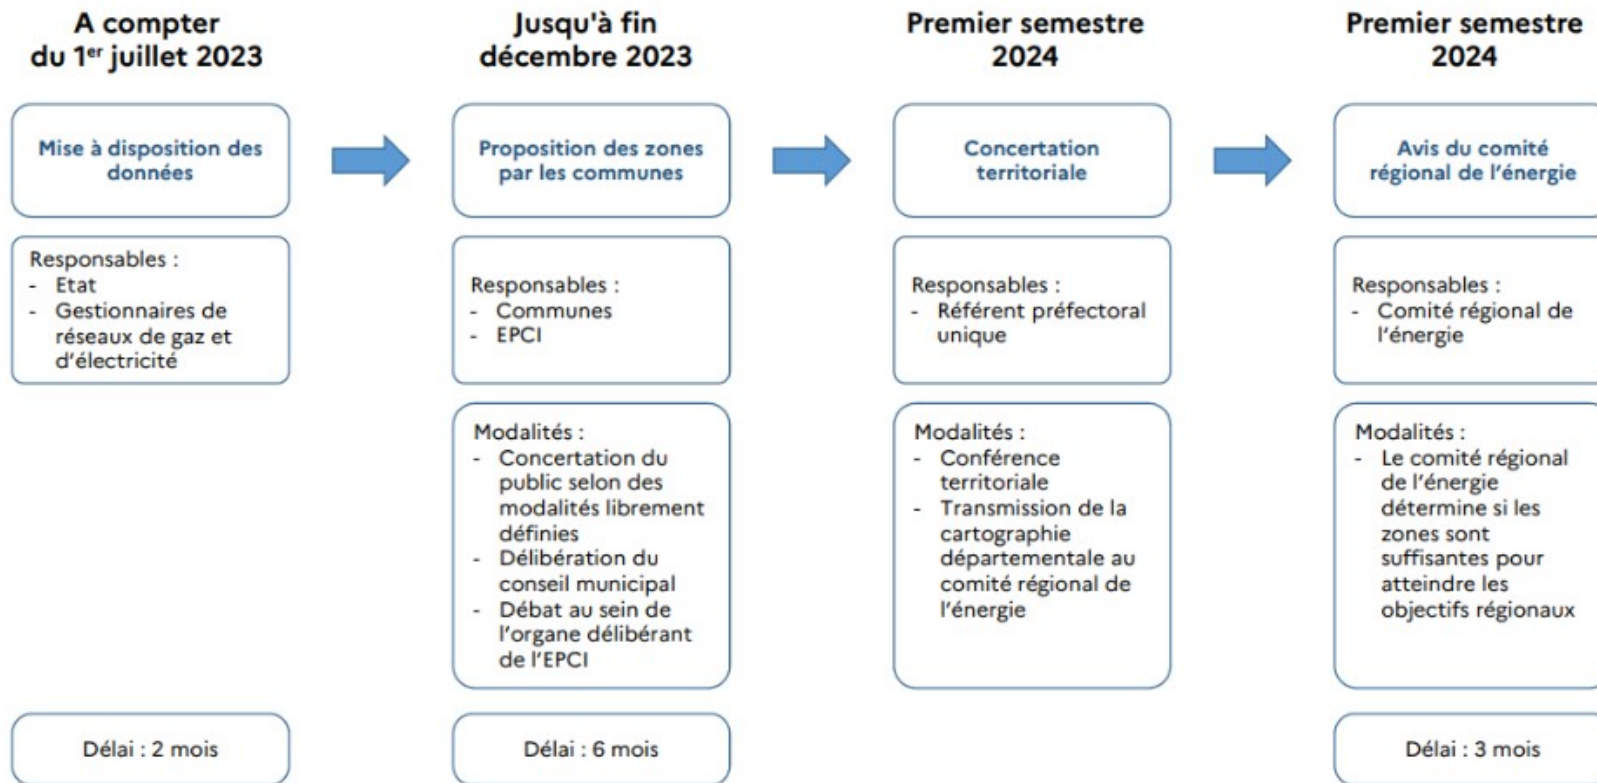 A compter
du 1er juillet 2023
Mise à disposition des
données
Responsables :
- Etat
- Gestionnaires de
réseaux de gaz et
d'électricité
Délai : 2 mois
Jusqu'à fin
décembre 2023
Proposition des zones
par les communes
Responsables :
- Communes
- EPCI
Modalités :
- Concertation du
public selon des
modalités librement
définies
- Délibération du
conseil municipal
- Débat au sein de
l'organe délibérant
de l'EPCI
Délai : 6 mois
Premier semestre
2024
Concertation
territoriale
Responsables :
- Référent préfectoral
unique
Modalités :
- Conférence
territoriale
- Transmission de la
cartographie
départementale au
comité régional de
l'énergie
Premier semestre
2024
Avis du comité
régional de l'énergie
Responsables :
- Comité régional de
l'énergie
Modalités :
- Le comité régional
de l'énergie
détermine si les
zones sont
suffisantes pour
atteindre les
objectifs régionaux
Délai : 3 mois